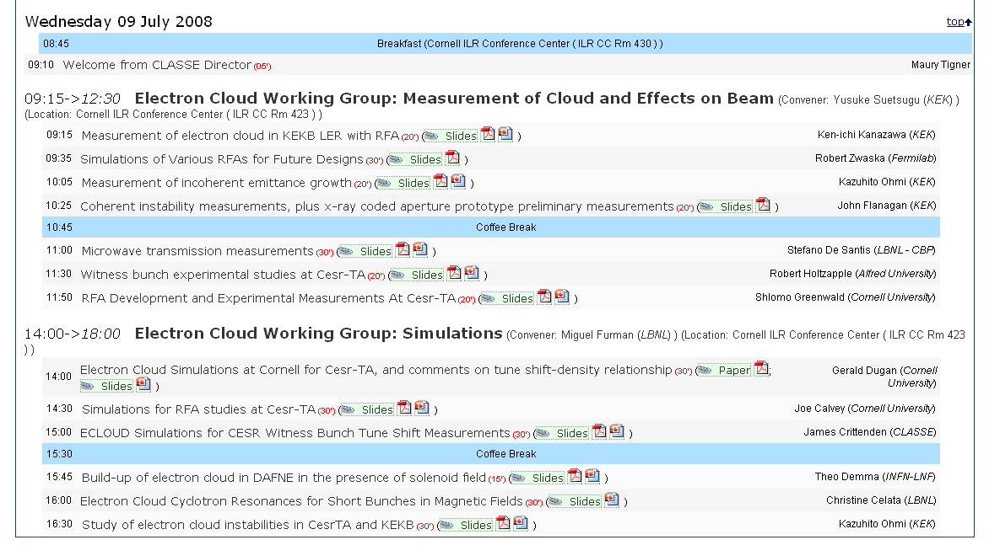 Wednesday 09 July 2008 top
08:45 Breakfast (Cornell ILR Conference Center ( ILR CC Rm 430 ) )
09:10 Welcome from CLASSE Director (05') Maury Tigner
09:15->12:30 Electron Cloud Working Group: Measurement of Cloud and Effects on Beam (Convener: Yusuke Suetsugu (KEK) )
(Location: Cornell ILR Conference Center ( ILR CC Rm 423 ) )
09:15 Measurement of electron cloud in KEKB LER with RFA (20') ( Slides ) Ken-ichi Kanazawa (KEK)
09:35 Simulations of Various RFAs for Future Designs (30') ( Slides ) Robert Zwaska (Fermilab)
10:05 Measurement of incoherent emittance growth (20') ( Slides ) Kazuhito Ohmi (KEK)
10:25 Coherent instability measurements, plus x-ray coded aperture prototype preliminary measurements (20') ( Slides ) John Flanagan (KEK)
10:45 Coffee Break
11:00 Microwave transmission measurements (30') ( Slides ) Stefano De Santis (LBNL - CBP)
11:30 Witness bunch experimental studies at Cesr-TA (20') ( Slides ) Robert Holtzapple (Alfred University)
11:50 RFA Development and Experimental Measurements At Cesr-TA (20') ( Slides ) Shlomo Greenwald (Cornell University)
14:00->18:00 Electron Cloud Working Group: Simulations (Convener: Miguel Furman (LBNL) ) (Location: Cornell ILR Conference Center ( ILR CC Rm 423
) )
14:00 Electron Cloud Simulations at Cornell for Cesr-TA, and comments on tune shift-density relationship (30') ( Paper ; Gerald Dugan (Cornell
Slides ) University)
14:30 Simulations for RFA studies at Cesr-TA (30') ( Slides ) Joe Calvey (Cornell University)
15:00 ECLOUD Simulations for CESR Witness Bunch Tune Shift Measurements (30') ( Slides ) James Crittenden (CLASSE)
15:30 Coffee Break
15:45 Build-up of electron cloud in DAFNE in the presence of solenoid field (15') ( Slides ) Theo Demma (INFN-LNF)
16:00 Electron Cloud Cyclotron Resonances for Short Bunches in Magnetic Fields (30') ( Slides ) Christine Celata (LBNL)
16:30 Study of electron cloud instabilities in CesrTA and KEKB (30') ( Slides ) Kazuhito Ohmi (KEK)